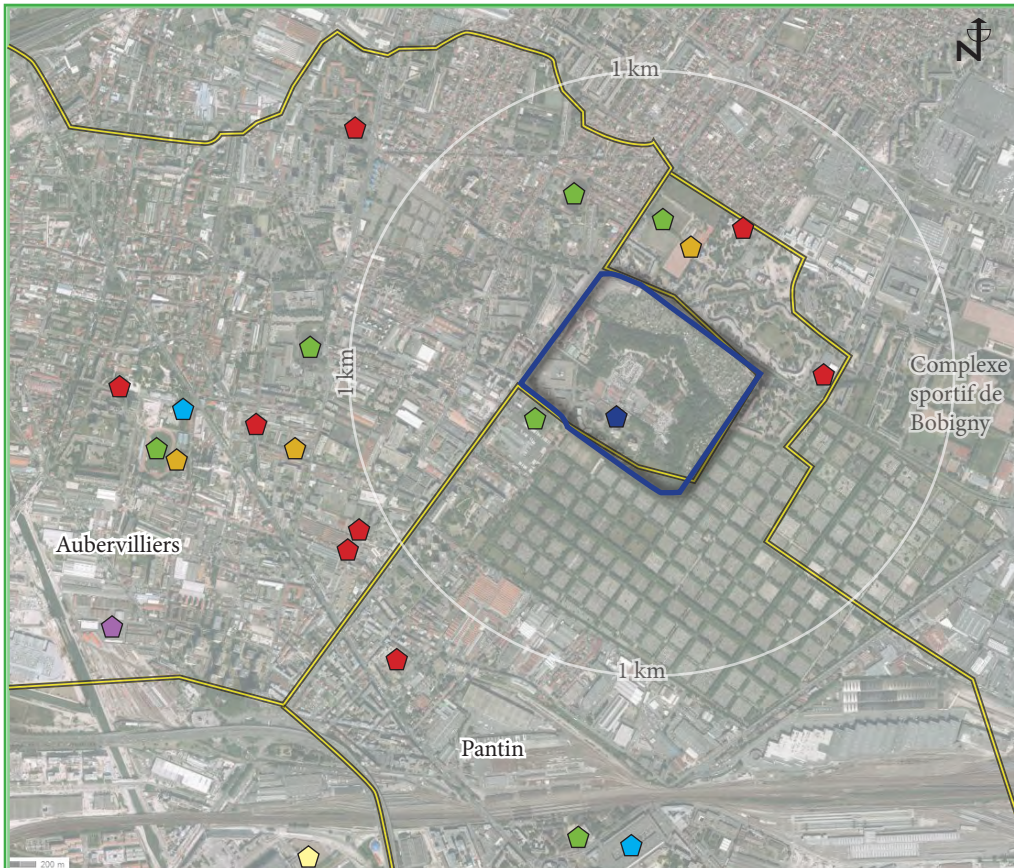 N
1 km
1 km
Complexe
sportif de
Bobigny
Aubervilliers
1 km
Pantin
200 m